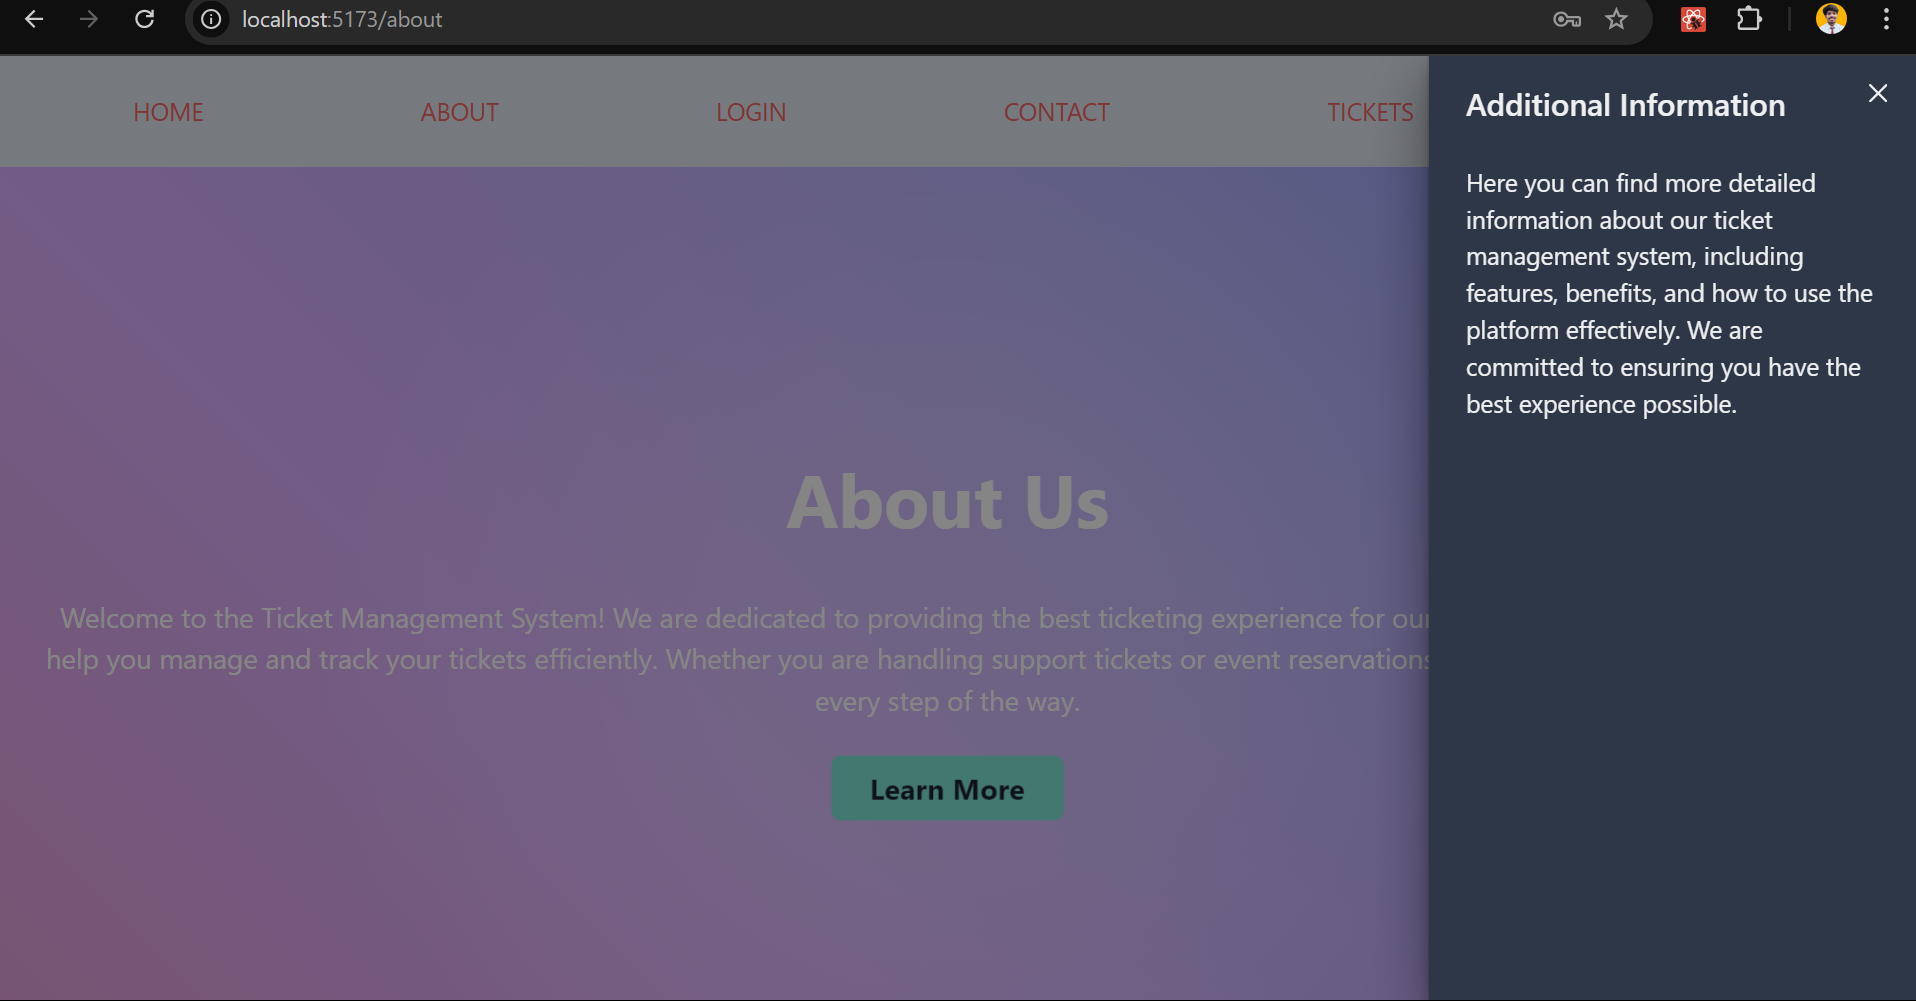 localhost:5173/about
HOME ABOUT LOGIN CONTACT TICKETS
Additional Information
Here you can find more detailed
information about our ticket
management system, including
features, benefits, and how to use the
platform effectively. We are
committed to ensuring you have the
best experience possible.
About Us
Welcome to the Ticket Management System! We are dedicated to providing the best ticketing experience for our
help you manage and track your tickets efficiently. Whether you are handling support tickets or event reservations
every step of the way.
Learn More